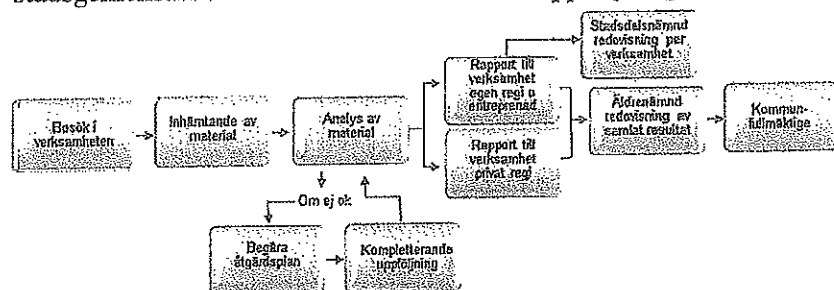 Stadsdelsnämnd
redovisning per
verksamhet
Rapport till
verksamhet
egen regi o
entreprenad
Besök i
verksamheten
Inhämtande av
material
Analys av
material
Äldrenämnd
redovisning av
samlat resultat
Kommun-
fullmäktige
Rapport till
verksamhet
privat regi
Om ej ok
Begära
åtgärdsplan
Kompletterande
uppföljning